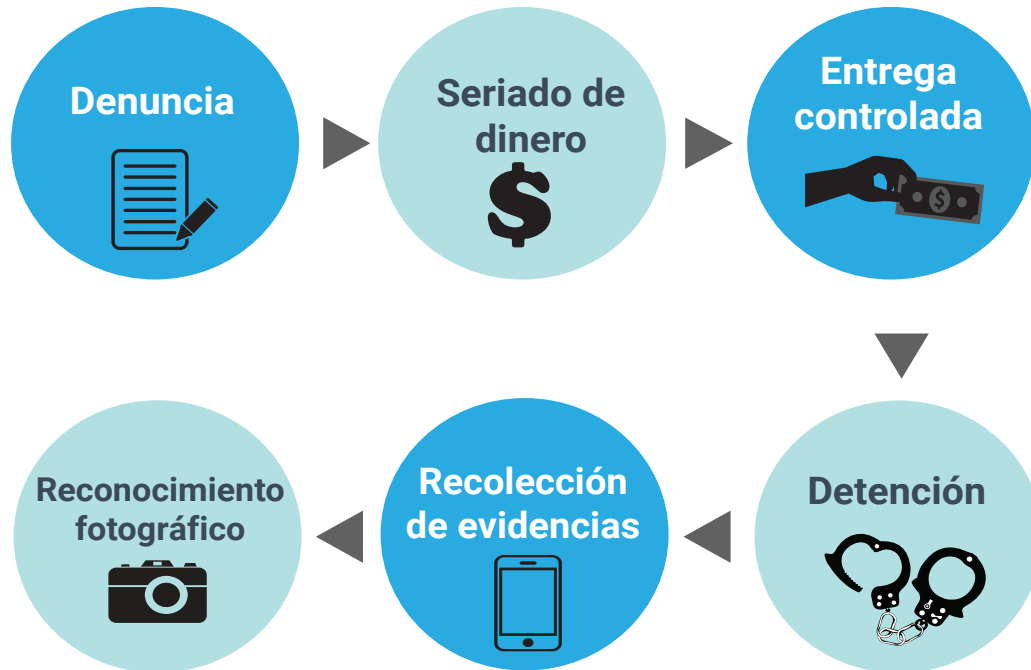 Denuncia
Seriado de
dinero
Entrega
controlada
Detención
Recolección
de evidencias
Reconocimiento
fotográfico